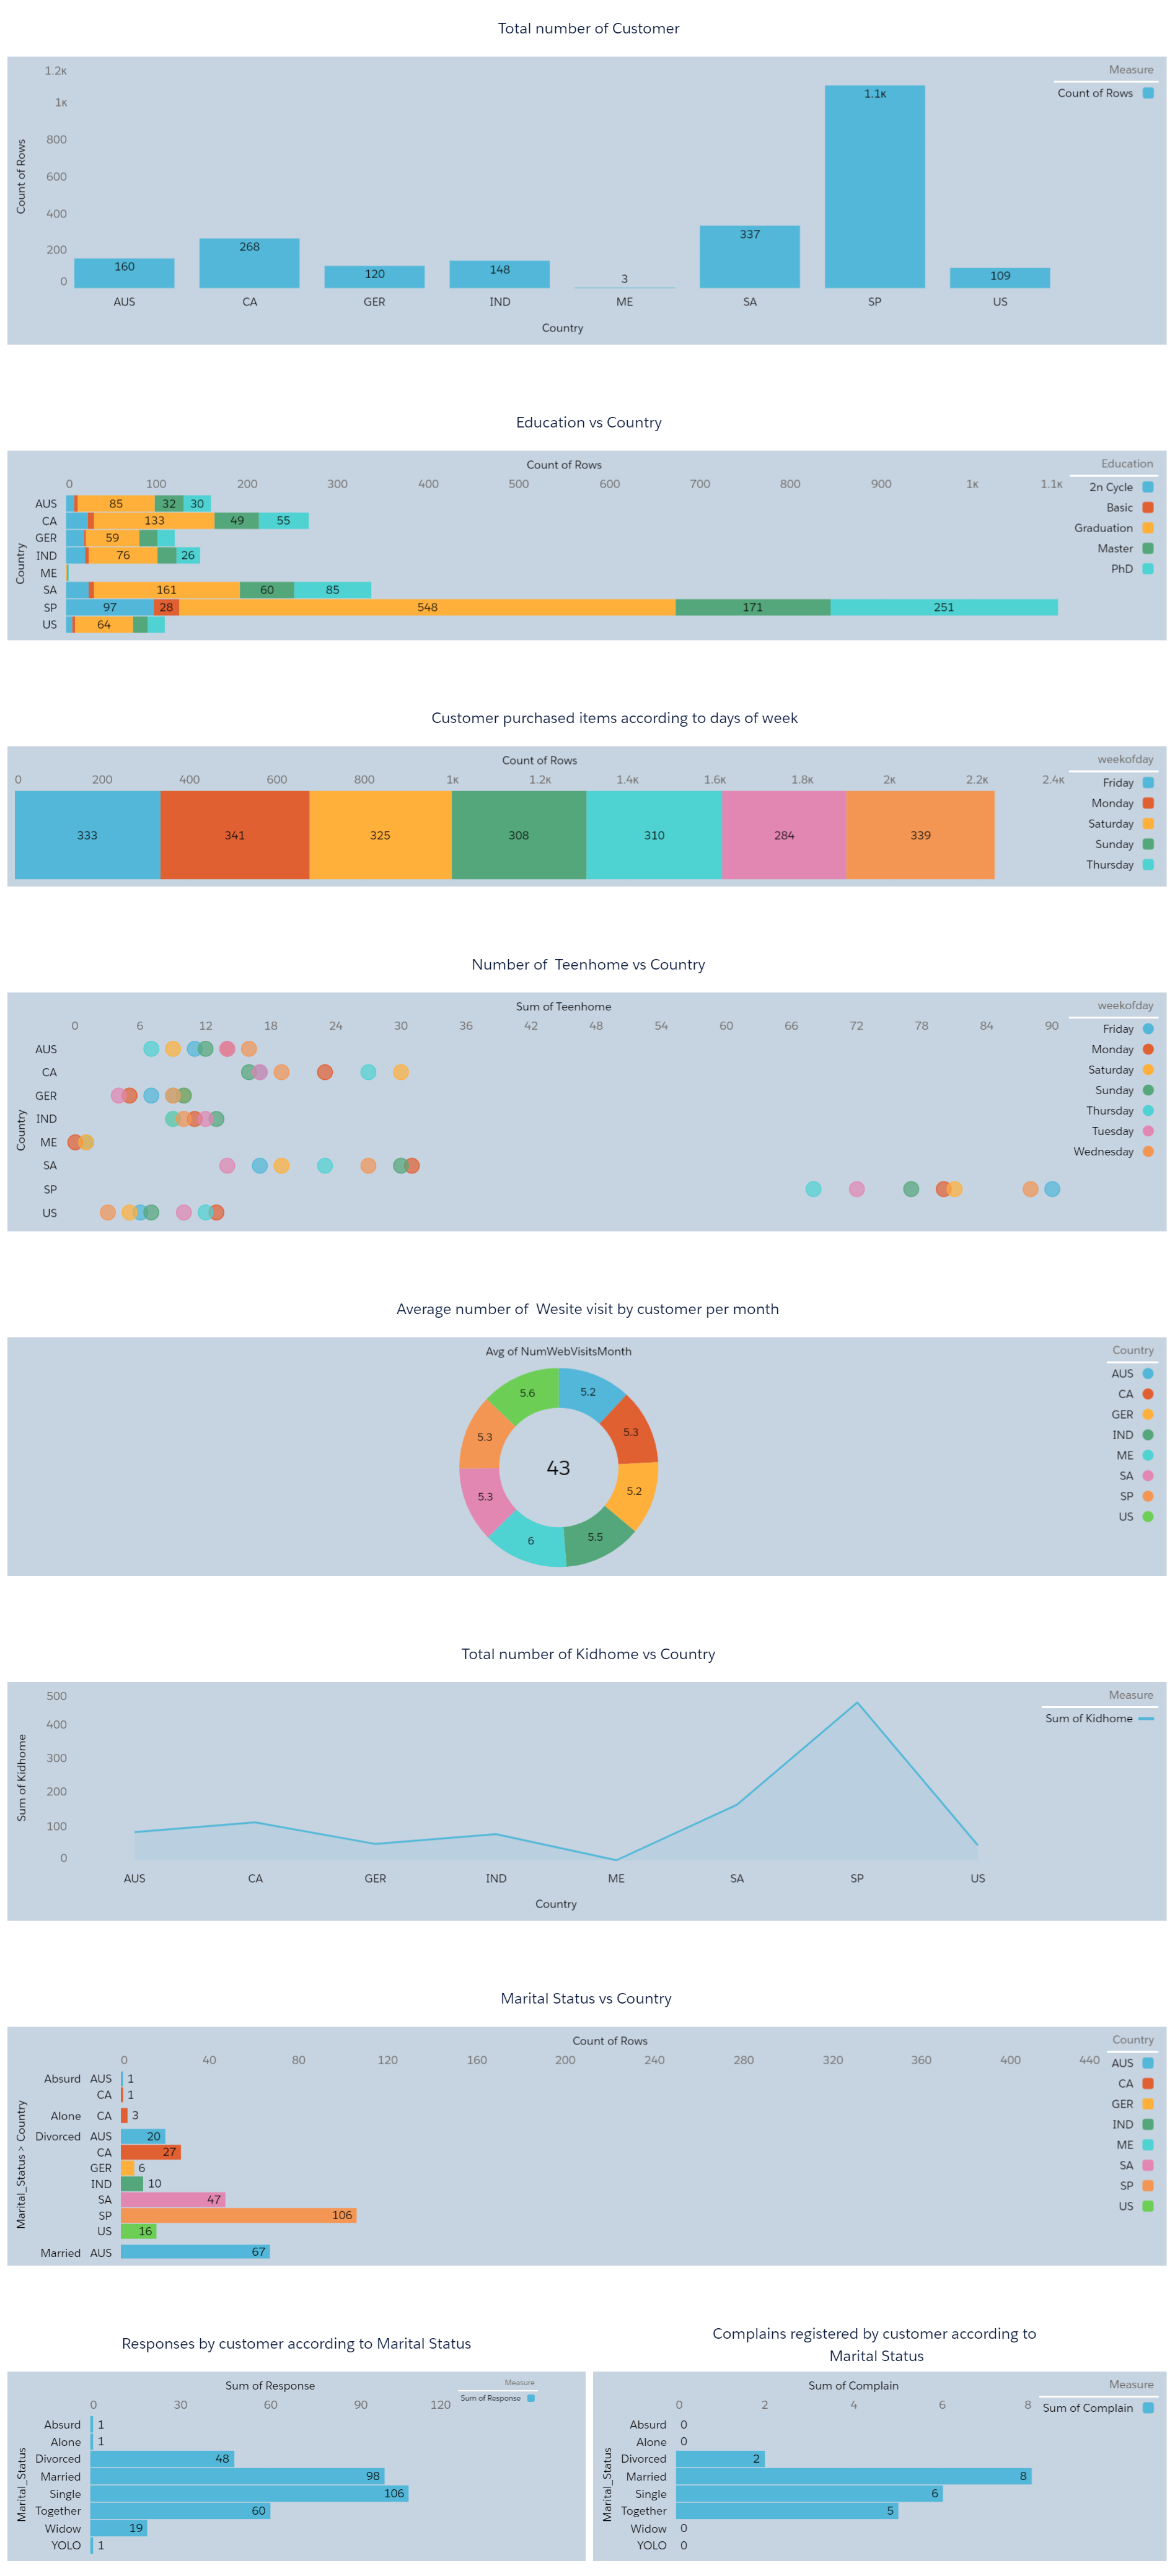 Total number of Customer
Measure
Count of Rows
Count of Rows
1.2K
1K
800
600
400
200
0
160
268
120
148
3
337
1.1K
109
AUS
CA
GER
IND
ME
SA
SP
US
Country
Education vs Country
Count of Rows
0 100 200 300 400 500 600 700 800 900 1K 1.1K
Education
2n Cycle
Basic
Graduation
Master
PhD
Country
AUS 85 32 30
CA 133 49 55
GER 59
IND 76 26
ME
SA 161 60 85
SP 97 28 548 171 251
US 64
Customer purchased items according to days of week
Count of Rows
0 200 400 600 800 1K 1.2K 1.4K 1.6K 1.8K 2K 2.2K 2.4K
333 341 325 308 310 284 339
weekofday
Friday
Monday
Saturday
Sunday
Thursday
Number of  Teenhome vs Country
Sum of Teenhome
0 6 12 18 24 30 36 42 48 54 60 66 72 78 84 90
Country
AUS
CA
GER
IND
ME
SA
SP
US
weekofday
Friday
Monday
Saturday
Sunday
Thursday
Tuesday
Wednesday
Average number of  Wesite visit by customer per month
Avg of NumWebVisitsMonth
5.2
5.3
5.2
5.5
6
5.3
5.3
5.6
43
Country
AUS
CA
GER
IND
ME
SA
SP
US
Total number of Kidhome vs Country
Measure
Sum of Kidhome
Sum of Kidhome
500
400
300
200
100
0
AUS CA GER IND ME SA SP US
Country
Marital Status vs Country
Count of Rows
0 40 80 120 160 200 240 280 320 360 400 440
Marital_Status > Country
Absurd AUS 1
CA 1
Alone CA 3
Divorced AUS 20
CA 27
GER 6
IND 10
SA 47
SP 106
US 16
Married AUS 67
Country
AUS
CA
GER
IND
ME
SA
SP
US
Responses by customer according to Marital Status
Sum of Response
0 30 60 90 120
Measure
Sum of Response
Marital_Status
Absurd 1
Alone 1
Divorced 48
Married 98
Single 106
Together 60
Widow 19
YOLO 1
Complains registered by customer according to
Marital Status
Sum of Complain
0 2 4 6 8
Measure
Sum of Complain
Marital_Status
Absurd 0
Alone 0
Divorced 2
Married 8
Single 6
Together 5
Widow 0
YOLO 0